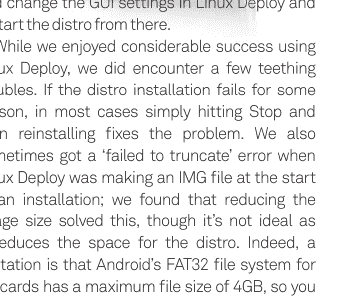 change the GUI settings in Linux Deploy and
start the distro from there.
While we enjoyed considerable success using
ux Deploy, we did encounter a few teething
ubles. If the distro installation fails for some
son, in most cases simply hitting Stop and
n reinstalling fixes the problem. We also
metimes got a ‘failed to truncate’ error when
ux Deploy was making an IMG file at the start
an installation; we found that reducing the
age size solved this, though it’s not ideal as
educes the space for the distro. Indeed, a
tation is that Android’s FAT32 file system for
cards has a maximum file size of 4GB, so you